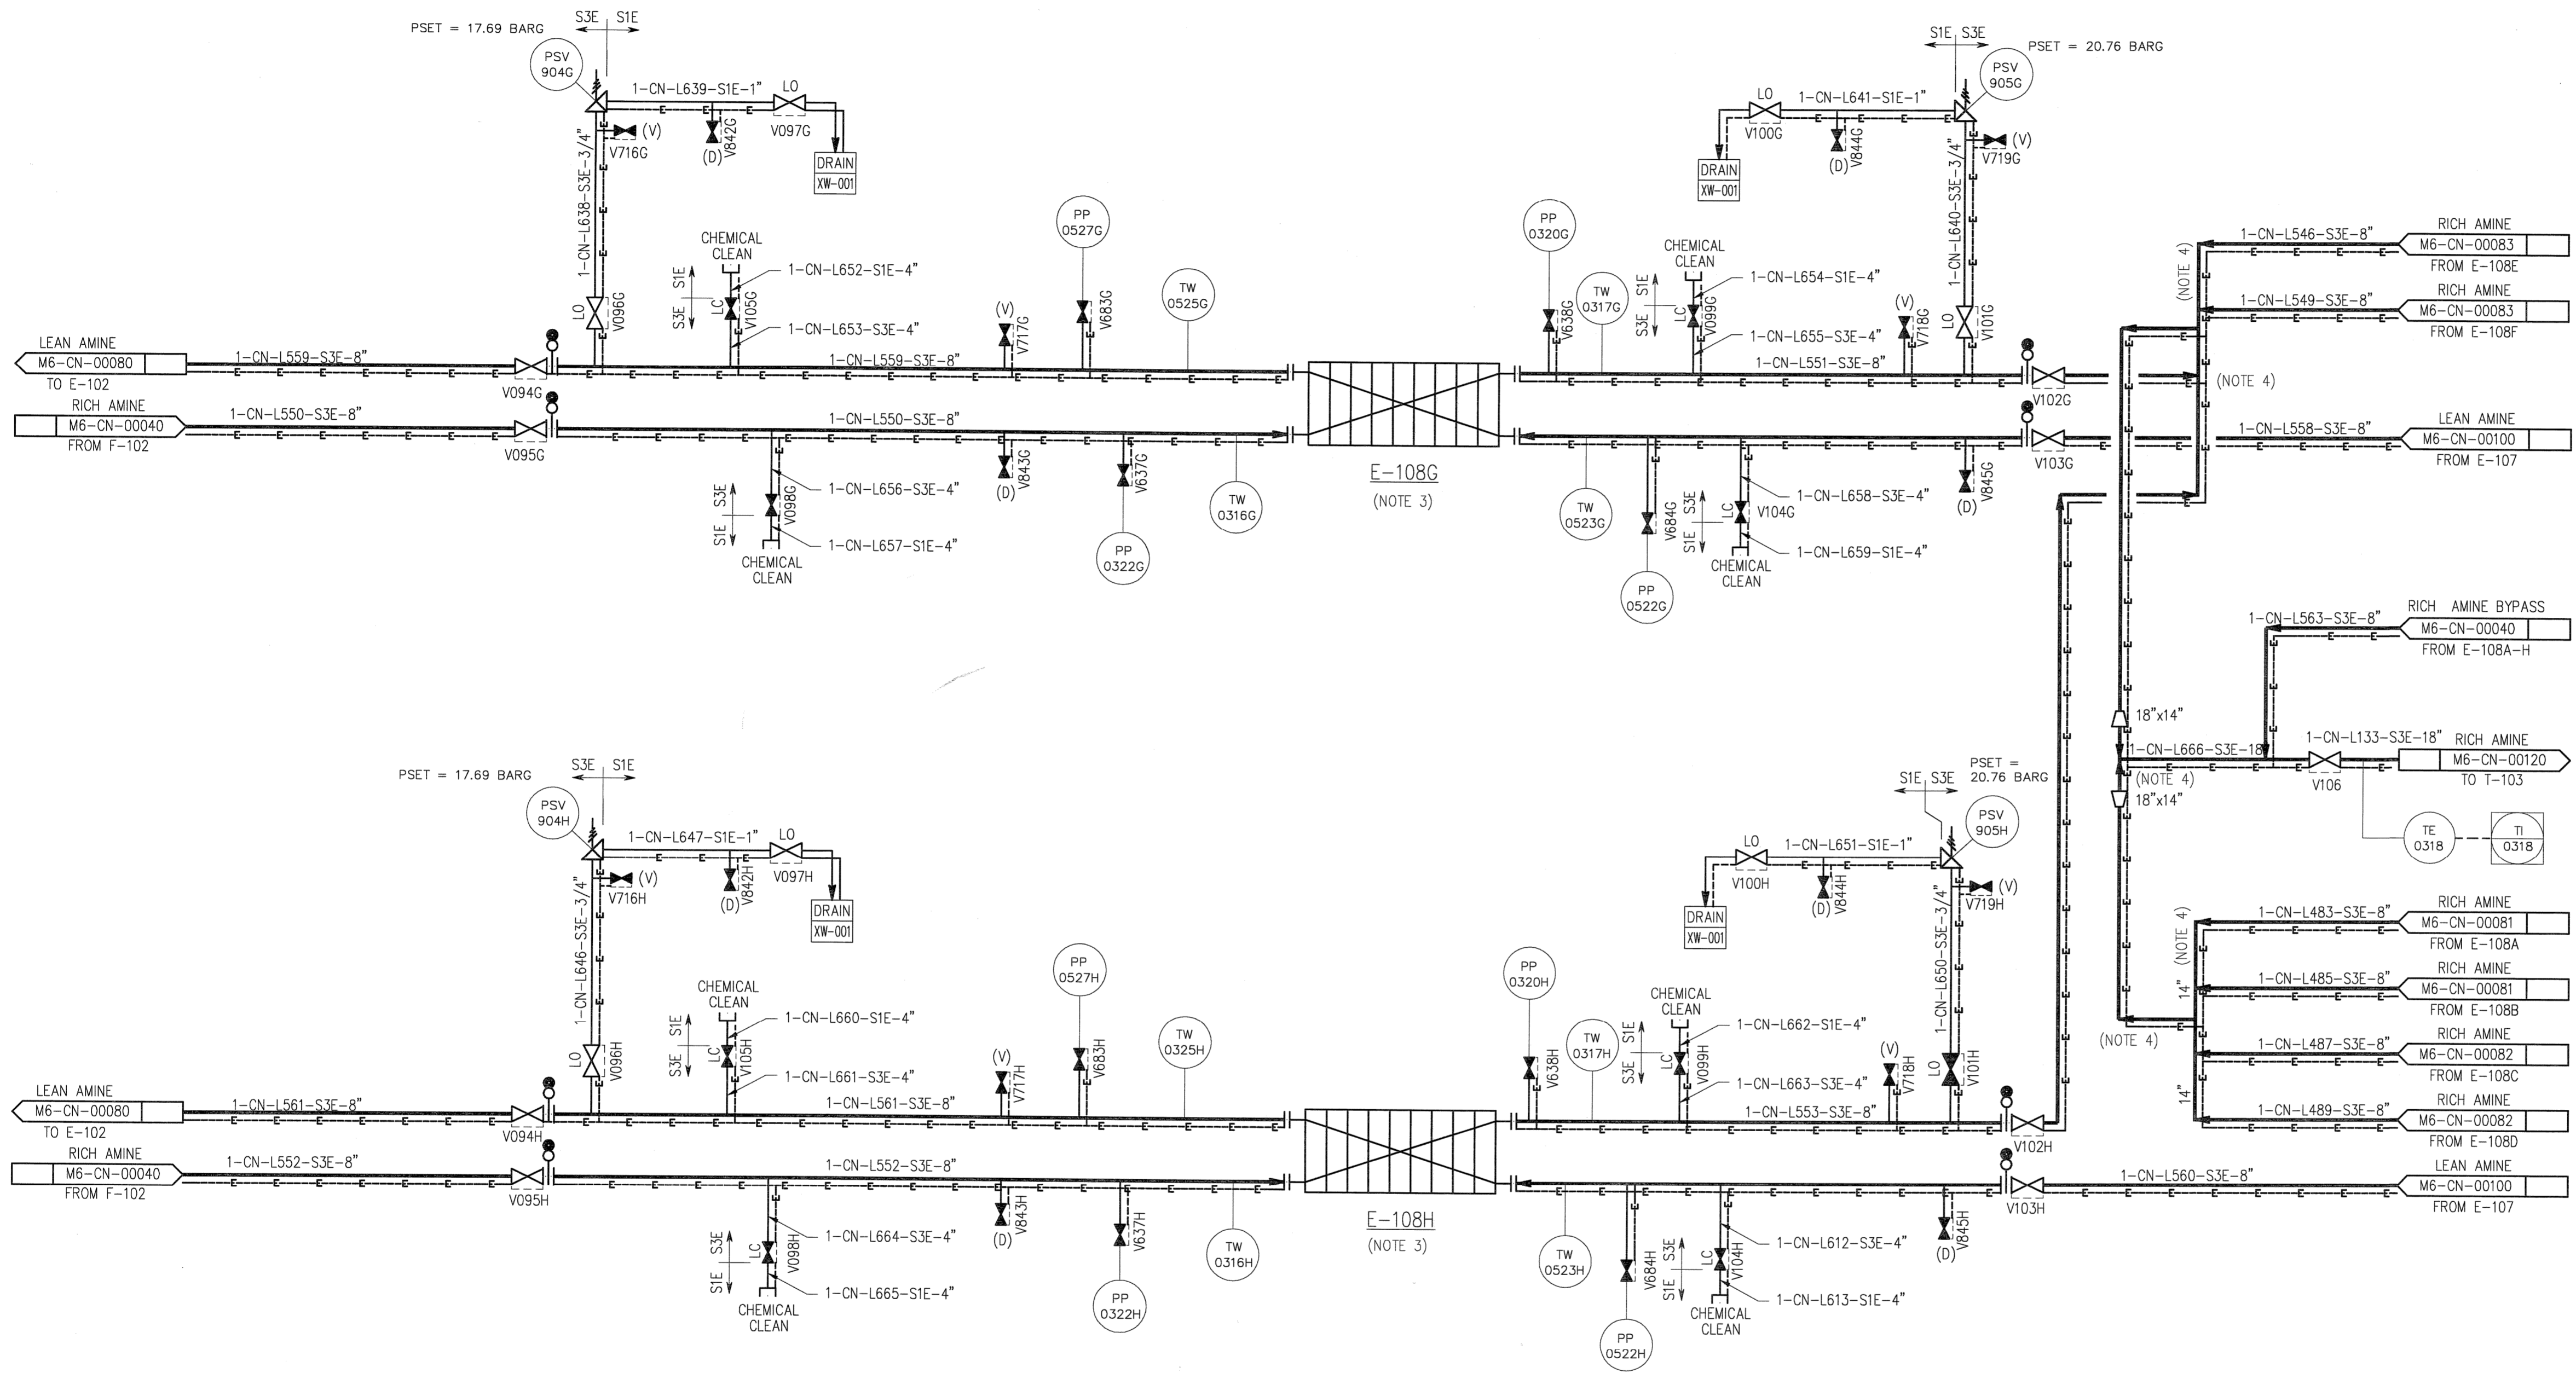 PSET = 17.69 BARG
S3E S1E
PSV
904G
1-CN-L639-S1E-1"
LO
V097G
V842G
(D)
(V)
V716G
1-CN-L638-S3E-3/4"
DRAIN
XW-001
LO
V096G
CHEMICAL
CLEAN
1-CN-L652-S1E-4"
S1E
S3E
LC
V105G
1-CN-L653-S3E-4"
PP
0527G
V683G
(V)
V717G
TW
0525G
LEAN AMINE
M6-CN-00080
TO E-102
1-CN-L559-S3E-8"
V094G
1-CN-L559-S3E-8"
RICH AMINE
M6-CN-00040
FROM F-102
1-CN-L550-S3E-8"
V095G
1-CN-L550-S3E-8"
S3E
S1E
V098G
1-CN-L656-S3E-4"
1-CN-L657-S1E-4"
CHEMICAL
CLEAN
V843G
(D)
V637G
PP
0322G
TW
0316G
E-108G
(NOTE 3)
S1E S3E
PSET = 20.76 BARG
PSV
905G
LO
V100G
1-CN-L641-S1E-1"
V844G
(D)
(V)
V719G
1-CN-L640-S3E-3/4"
DRAIN
XW-001
PP
0320G
V638G
TW
0317G
CHEMICAL
CLEAN
1-CN-L654-S1E-4"
S1E
S3E
LC
V099G
1-CN-L655-S3E-4"
1-CN-L551-S3E-8"
(V)
V718G
LO
V101G
V102G
V103G
TW
0523G
V684G
PP
0522G
S3E
S1E
LC
V104G
1-CN-L658-S3E-4"
1-CN-L659-S1E-4"
CHEMICAL
CLEAN
V845G
(D)
(NOTE 4)
(NOTE 4)
1-CN-L546-S3E-8"
RICH AMINE
M6-CN-00083
FROM E-108E
1-CN-L549-S3E-8"
RICH AMINE
M6-CN-00083
FROM E-108F
1-CN-L558-S3E-8"
LEAN AMINE
M6-CN-00100
FROM E-107
1-CN-L563-S3E-8"
RICH AMINE BYPASS
M6-CN-00040
FROM E-108A-H
18"x14"
1-CN-L666-S3E-18
(NOTE 4)
18"x14"
V106
1-CN-L133-S3E-18"
RICH AMINE
M6-CN-00120
TO T-103
TE
0318
TI
0318
(NOTE 4)
14"
14"
(NOTE 4)
1-CN-L483-S3E-8"
RICH AMINE
M6-CN-00081
FROM E-108A
1-CN-L485-S3E-8"
RICH AMINE
M6-CN-00081
FROM E-108B
1-CN-L487-S3E-8"
RICH AMINE
M6-CN-00082
FROM E-108C
1-CN-L489-S3E-8"
RICH AMINE
M6-CN-00082
FROM E-108D
1-CN-L560-S3E-8"
LEAN AMINE
M6-CN-00100
FROM E-107
PSET = 17.69 BARG
S3E S1E
PSV
904H
1-CN-L647-S1E-1"
LO
V097H
V842H
(D)
(V)
V716H
1-CN-L646-S3E-3/4"
DRAIN
XW-001
LO
V096H
CHEMICAL
CLEAN
1-CN-L660-S1E-4"
S1E
S3E
LC
V105H
1-CN-L661-S3E-4"
PP
0527H
V683H
(V)
V717H
TW
0325H
LEAN AMINE
M6-CN-00080
TO E-102
1-CN-L561-S3E-8"
V094H
1-CN-L561-S3E-8"
RICH AMINE
M6-CN-00040
FROM F-102
1-CN-L552-S3E-8"
V095H
1-CN-L552-S3E-8"
S3E
S1E
LC
V098H
1-CN-L664-S3E-4"
1-CN-L665-S1E-4"
CHEMICAL
CLEAN
V843H
(D)
V637H
PP
0322H
TW
0316H
E-108H
(NOTE 3)
S1E S3E
PSET =
20.76 BARG
PSV
905H
LO
V100H
1-CN-L651-S1E-1"
V844H
(D)
(V)
V719H
1-CN-L650-S3E-3/4"
DRAIN
XW-001
PP
0320H
V638H
TW
0317H
CHEMICAL
CLEAN
1-CN-L662-S1E-4"
S1E
S3E
LC
V099H
1-CN-L663-S3E-4"
1-CN-L553-S3E-8"
(V)
V718H
LO
V101H
V102H
V103H
TW
0523H
V684H
PP
0522H
S3E
S1E
LC
V104H
1-CN-L612-S3E-4"
1-CN-L613-S1E-4"
CHEMICAL
CLEAN
V845H
(D)